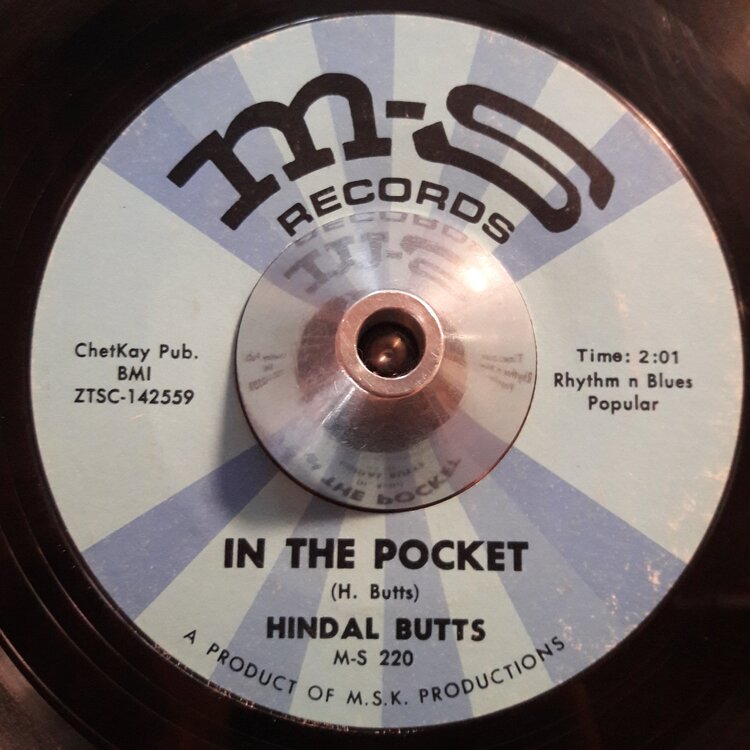 m-s
RECORDS
ChetKay Pub.
BMI
ZTSC-142559
Time: 2:01
Rhythm n Blues
Popular
IN THE POCKET
(H. Butts)
HINDAL BUTTS
M-S 220
A PRODUCT OF M.S.K. PRODUCTIONS